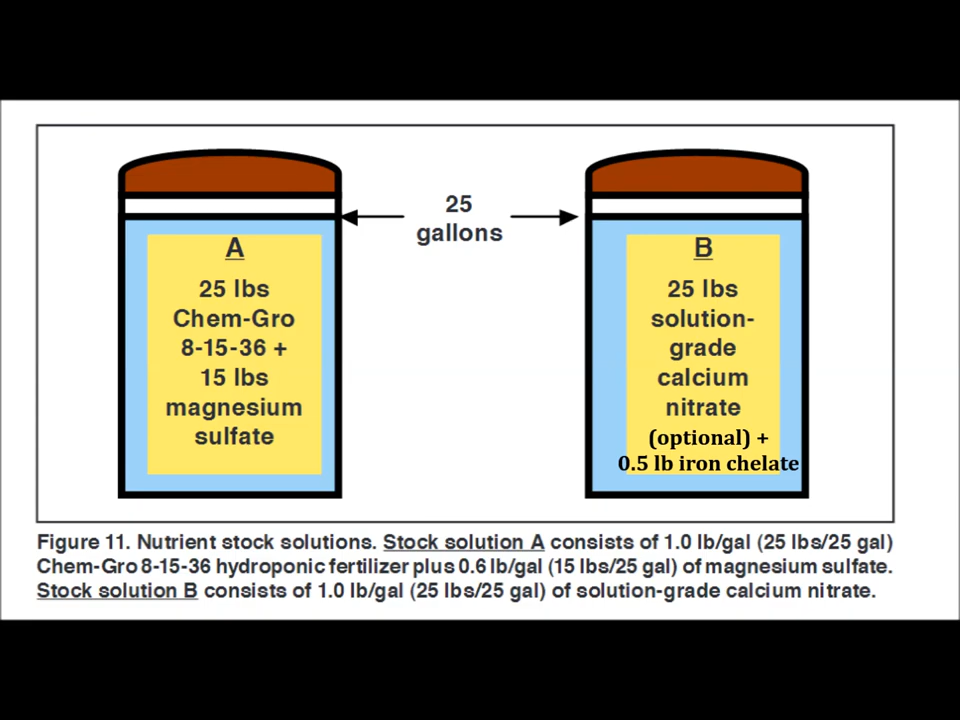 25
gallons
A
25 lbs
Chem-Gro
8-15-36 +
15 lbs
magnesium
sulfate
B
25 lbs
solution-
grade
calcium
nitrate
(optional) +
0.5 lb iron chelate
Figure 11. Nutrient stock solutions. Stock solution A consists of 1.0 lb/gal (25 lbs/25 gal)
Chem-Gro 8-15-36 hydroponic fertilizer plus 0.6 lb/gal (15 lbs/25 gal) of magnesium sulfate.
Stock solution B consists of 1.0 lb/gal (25 lbs/25 gal) of solution-grade calcium nitrate.